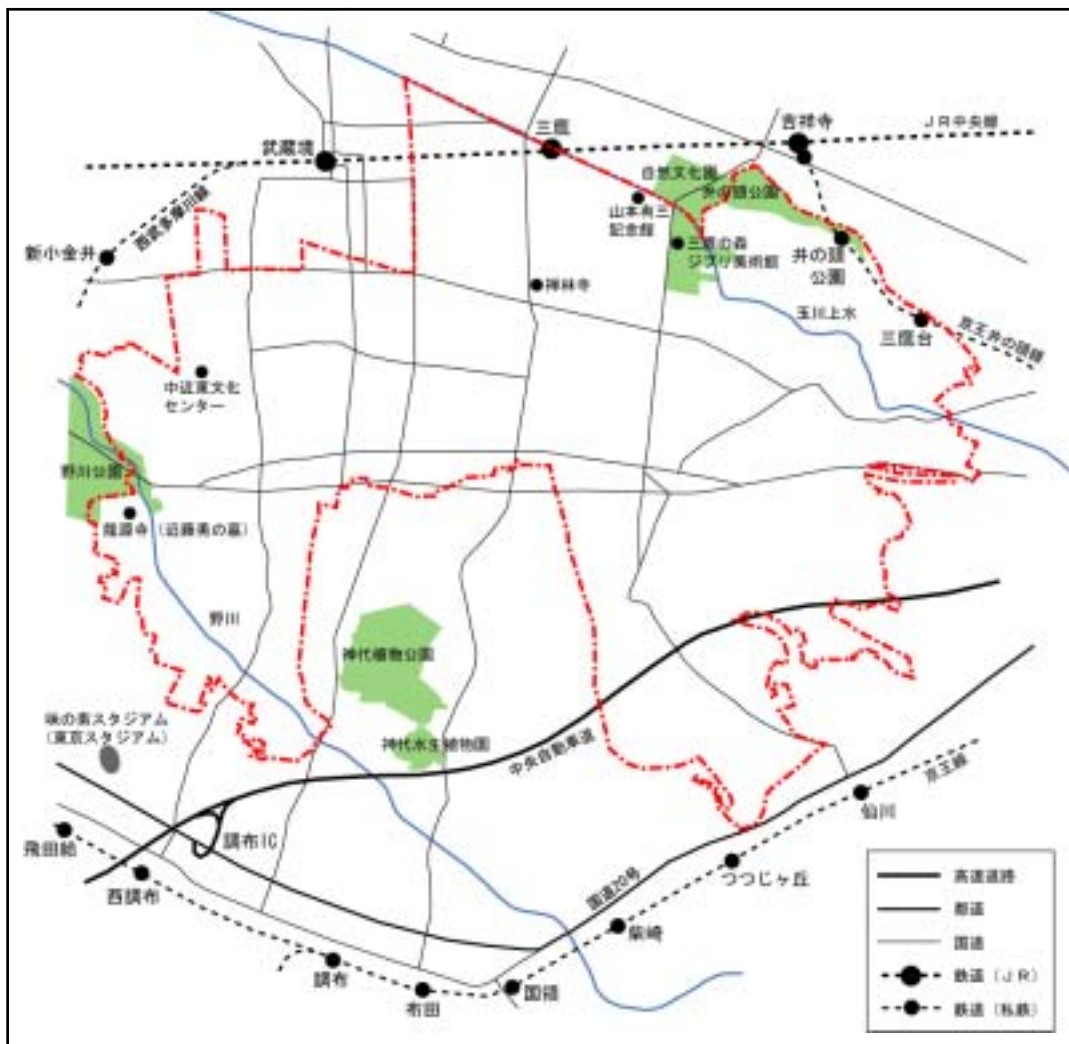 吉祥寺
JR中央線
三鷹
武蔵境
自然文化園
井の頭公園
西武多摩川線
山本有三
記念館
新小金井
三鷹の森
ジブリ美術館
井の頭
公園
禅林寺
玉川上水
三鷹台
京王井の頭線
中近東文化
センター
野川公園
龍源寺（近藤勇の墓）
野川
神代植物公園
味の素スタジアム
(東京スタジアム)
神代水生植物園
中央自動車道
京王線
仙川
調布IC
飛田給
西調布
つつじヶ丘
国道20号
柴崎
調布
布田
国領
高速道路
都道
国道
鉄道（ＪＲ）
鉄道（私鉄）